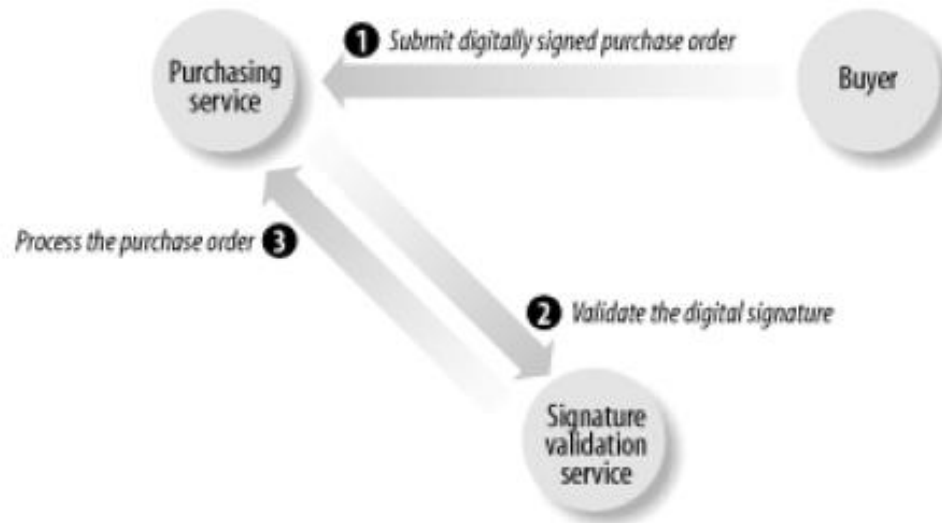 1 Submit digitally signed purchase order
Purchasing
service
Buyer
Process the purchase order 3
2 Validate the digital signature
Signature
validation
service